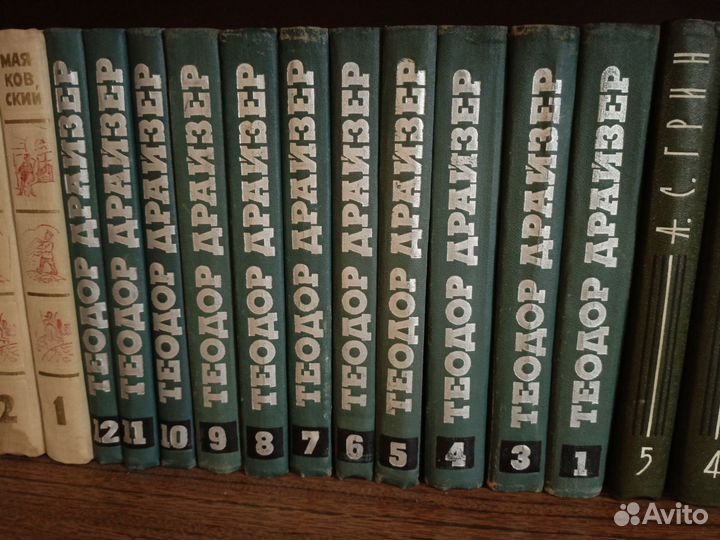 МАЯ
КОВ,
СКИЙ
2
1
ТЕОДОР ДРАЙЗЕР
12
ТЕОДОР ДРАЙЗЕР
11
ТЕОДОР ДРАЙЗЕР
10
ТЕОДОР ДРАЙЗЕР
9
ТЕОДОР ДРАЙЗЕР
8
ТЕОДОР ДРАЙЗЕР
7
ТЕОДОР ДРАЙЗЕР
6
ТЕОДОР ДРАЙЗЕР
5
ТЕОДОР ДРАЙЗЕР
4
ТЕОДОР ДРАЙЗЕР
3
ТЕОДОР ДРАЙЗЕР
1
А. С. ГРИН
5
4
Avito